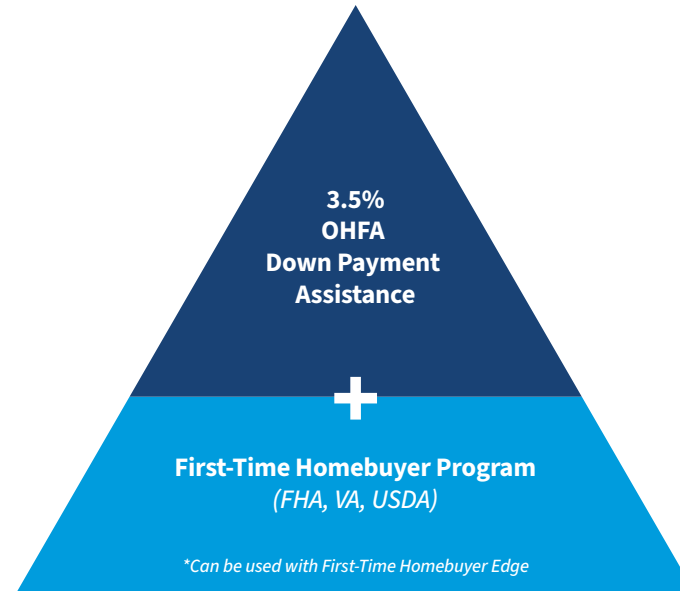 3.5%
OHFA
Down Payment
Assistance
+
First-Time Homebuyer Program
(FHA, VA, USDA)
*Can be used with First-Time Homebuyer Edge